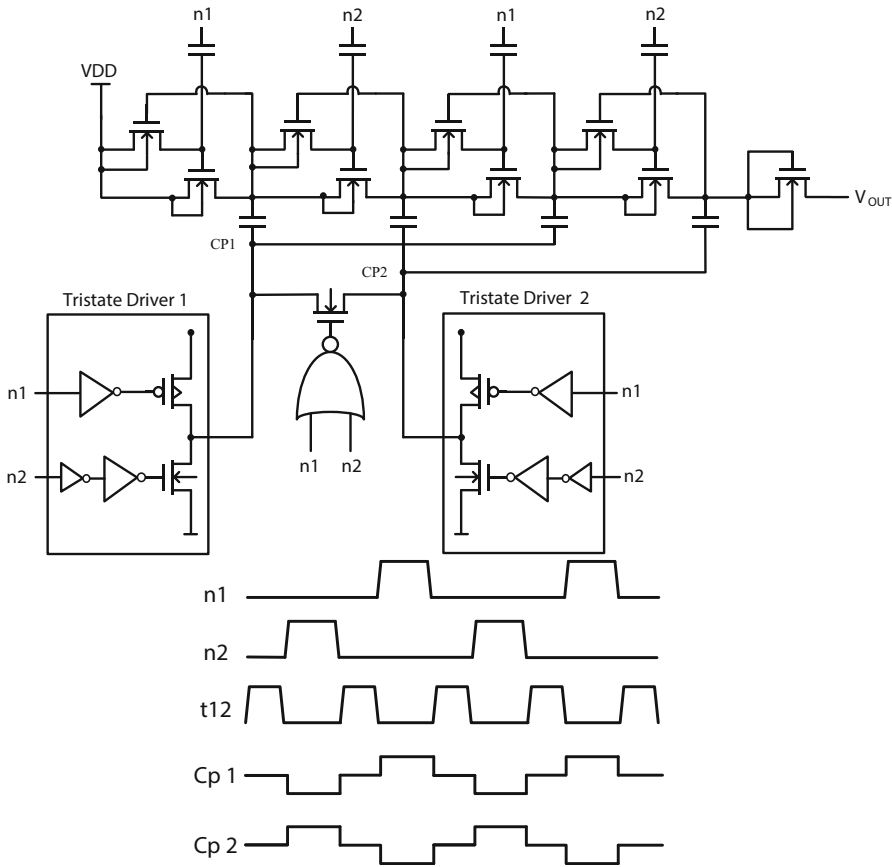 n1 n2 n1 n2
VDD
V OUT
CP1
CP2
Tristate Driver 1
Tristate Driver 2
n1
n1
n2
n2
n1 n2
n1
n2
t12
Cp 1
Cp 2